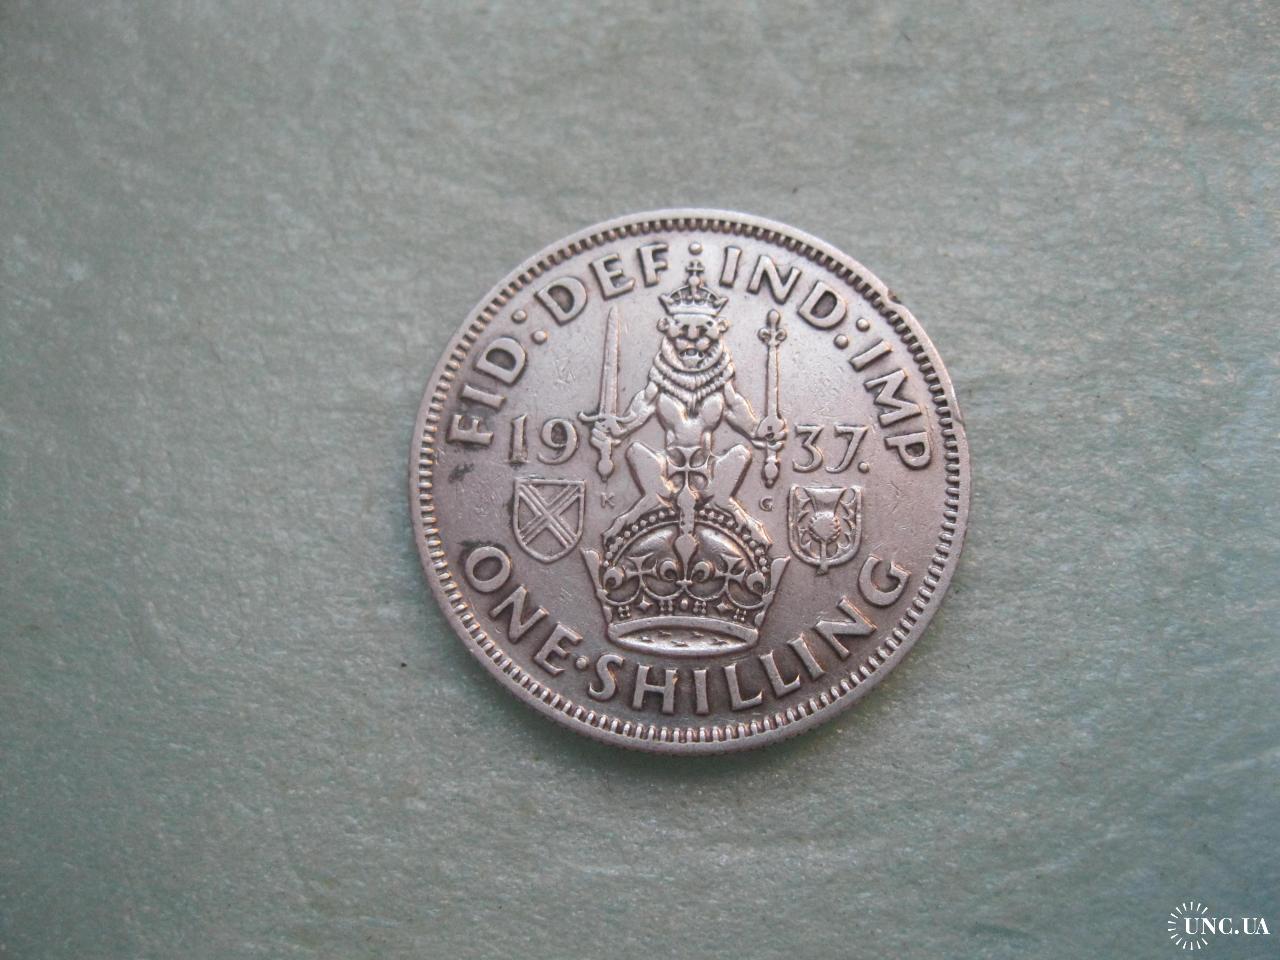 FID: DEF· IND: IMP
19 37.
K G
ONE·SHILLING
UNC.UA